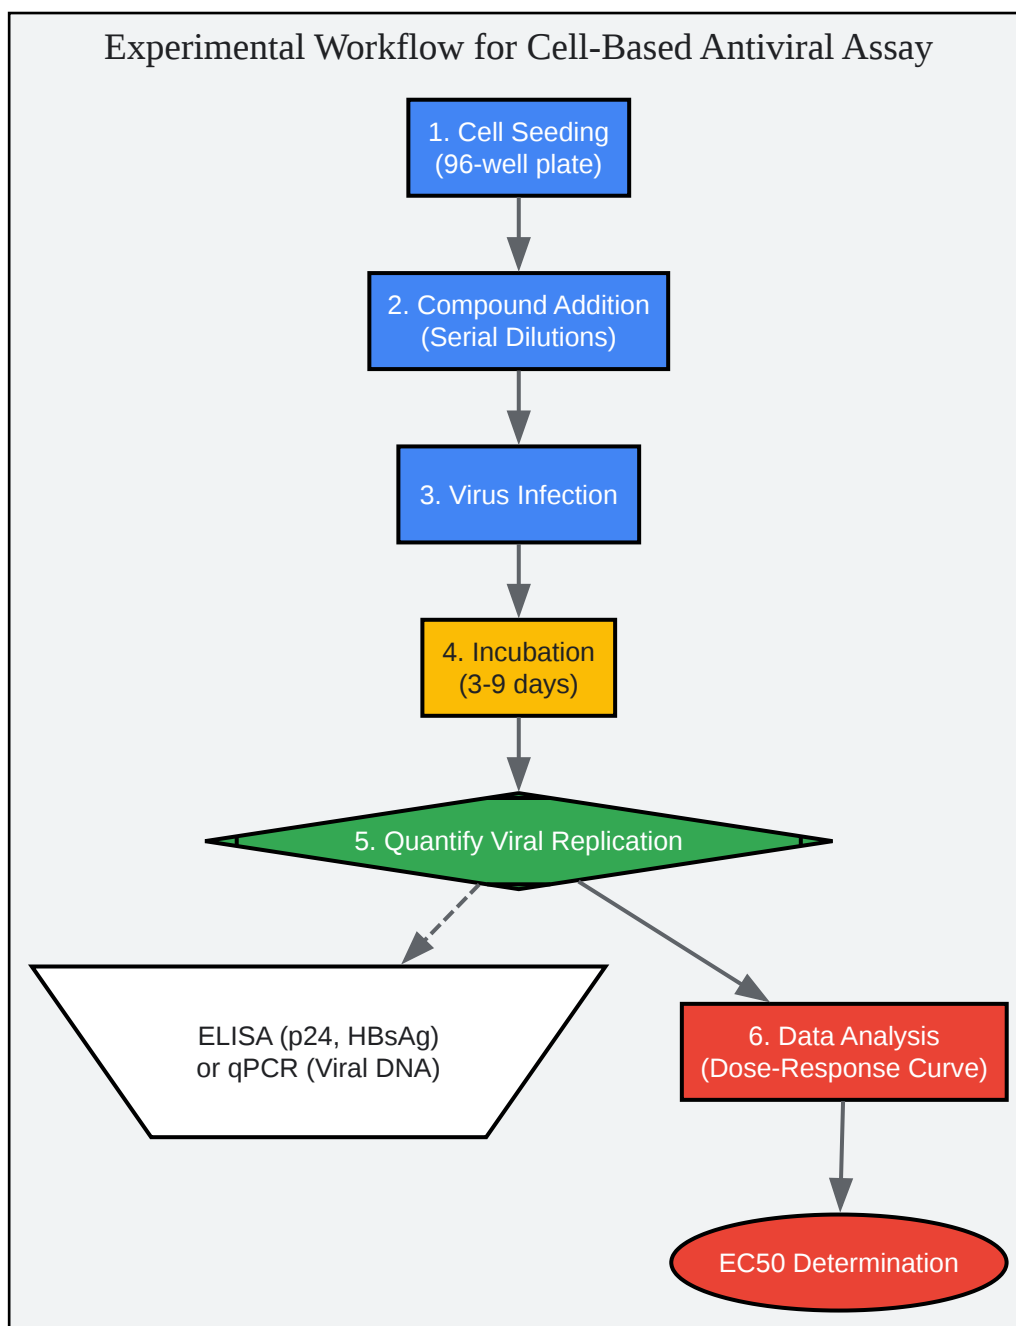 Experimental Workflow for Cell-Based Antiviral Assay
1. Cell Seeding
(96-well plate)
2. Compound Addition
(Serial Dilutions)
3. Virus Infection
4. Incubation
(3-9 days)
5. Quantify Viral Replication
ELISA (p24, HBsAg)
or qPCR (Viral DNA)
6. Data Analysis
(Dose-Response Curve)
EC50 Determination